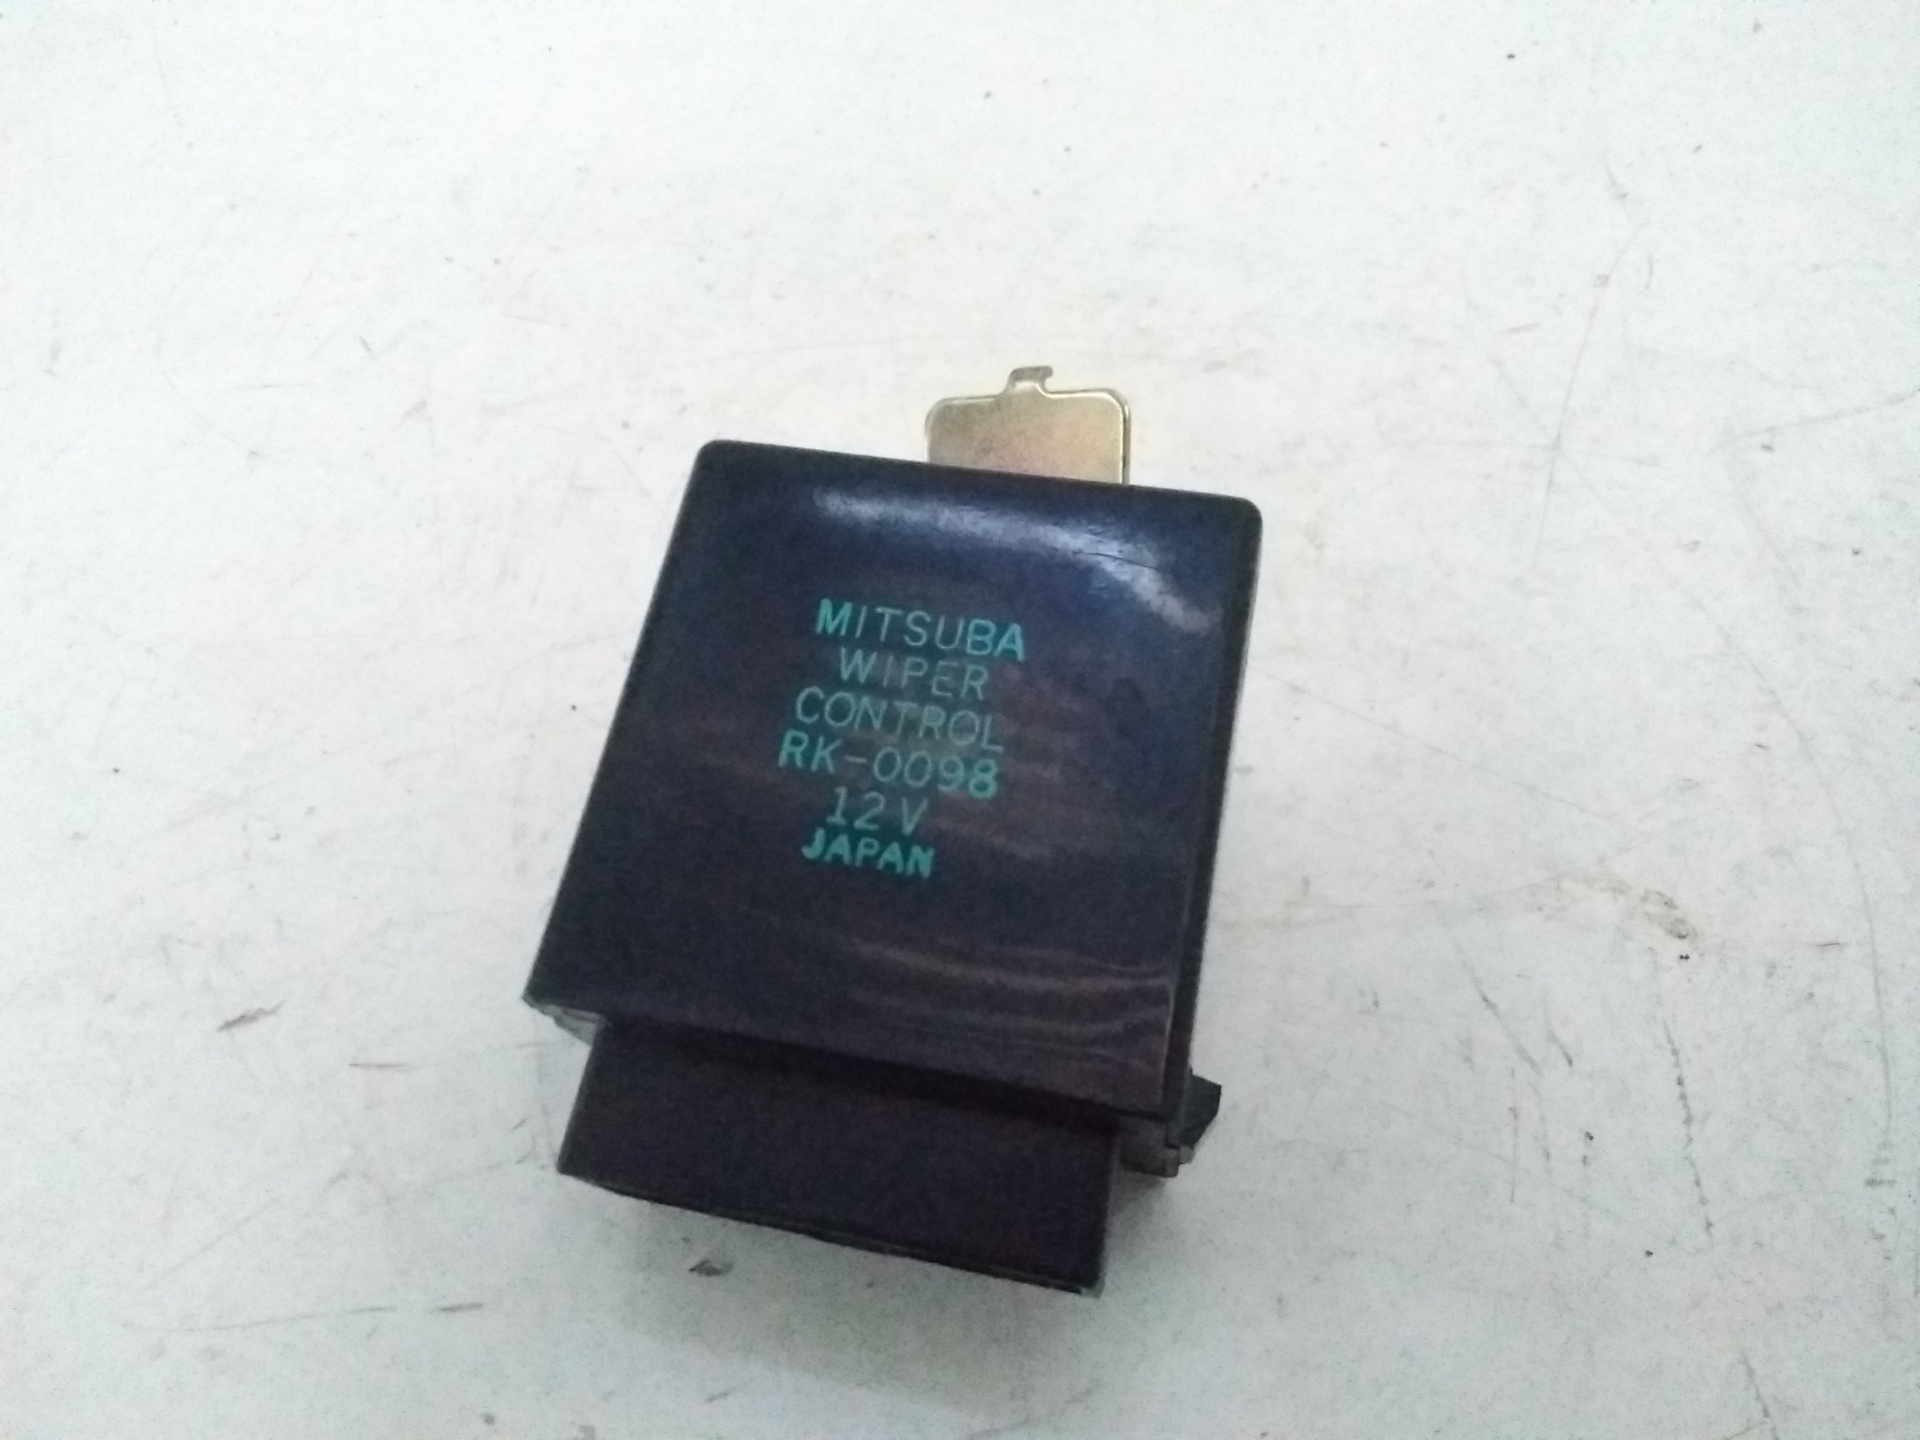 MITSUBA
WIPER
CONTROL
RK-0098
12V
JAPAN